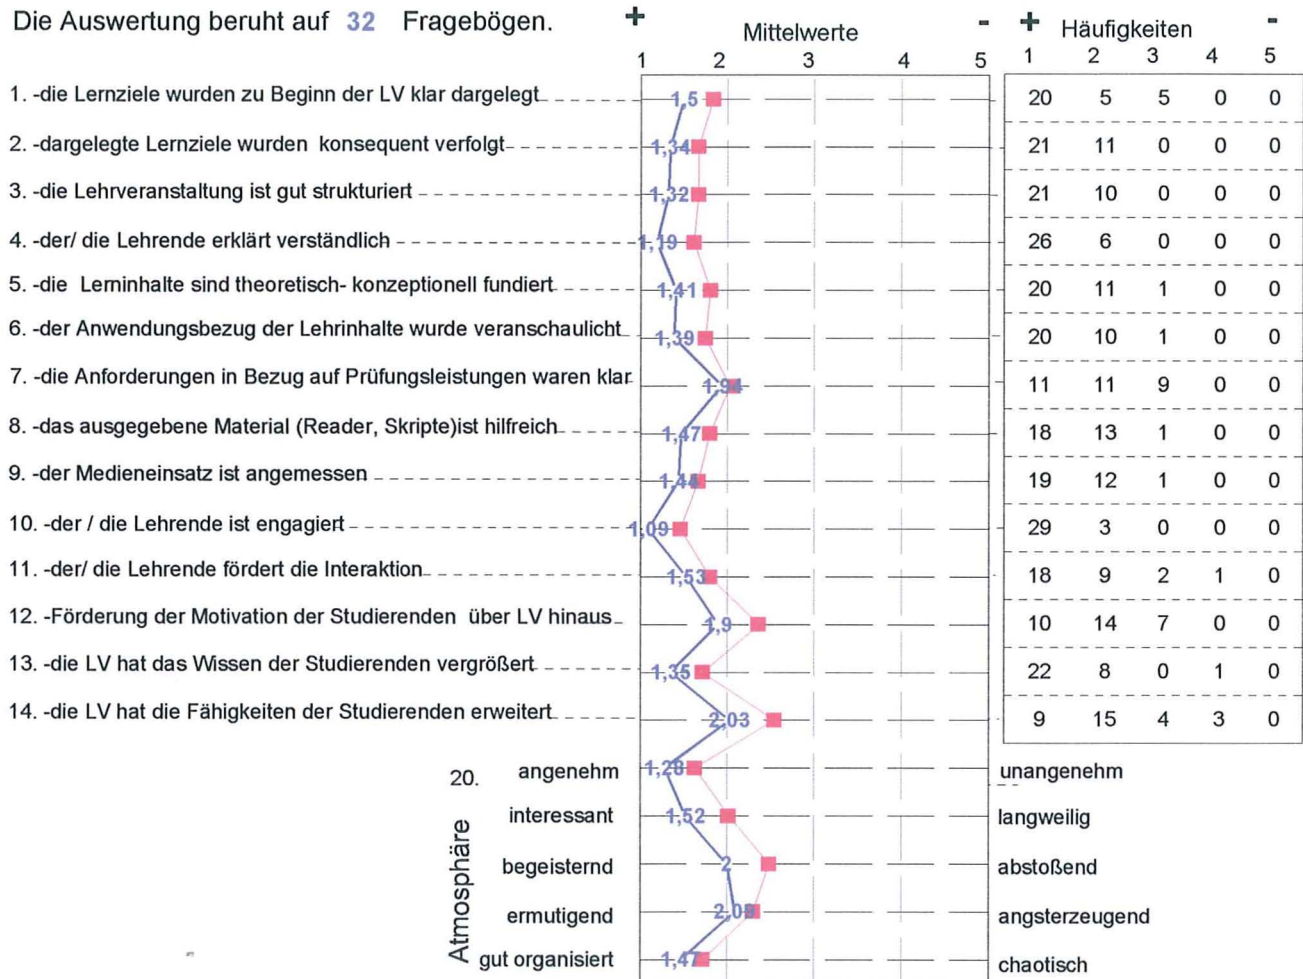 Die Auswertung beruht auf 32 Fragebögen.
+ Mittelwerte - + Häufigkeiten -
1 2 3 4 5 1 2 3 4 5
1. -die Lernziele wurden zu Beginn der LV klar dargelegt 1,5 20 5 5 0 0
2. -dargelegte Lernziele wurden konsequent verfolgt 1,34 21 11 0 0 0
3. -die Lehrveranstaltung ist gut strukturiert 1,32 21 10 0 0 0
4. -der/ die Lehrende erklärt verständlich 1,19 26 6 0 0 0
5. -die Lerninhalte sind theoretisch- konzeptionell fundiert 1,41 20 11 1 0 0
6. -der Anwendungsbezug der Lehrinhalte wurde veranschaulicht 1,39 20 10 1 0 0
7. -die Anforderungen in Bezug auf Prüfungsleistungen waren klar 1,94 11 11 9 0 0
8. -das ausgegebene Material (Reader, Skripte)ist hilfreich 1,47 18 13 1 0 0
9. -der Medieneinsatz ist angemessen 1,44 19 12 1 0 0
10. -der / die Lehrende ist engagiert 1,09 29 3 0 0 0
11. -der/ die Lehrende fördert die Interaktion 1,53 18 9 2 1 0
12. -Förderung der Motivation der Studierenden über LV hinaus 1,9 10 14 7 0 0
13. -die LV hat das Wissen der Studierenden vergrößert 1,35 22 8 0 1 0
14. -die LV hat die Fähigkeiten der Studierenden erweitert 2,03 9 15 4 3 0
20. angenehm 1,28 unangenehm
Atmosphäre
interessant 1,52 langweilig
begeisternd 2 abstoßend
ermutigend angsterzeugend
gut organisiert 1,47 chaotisch